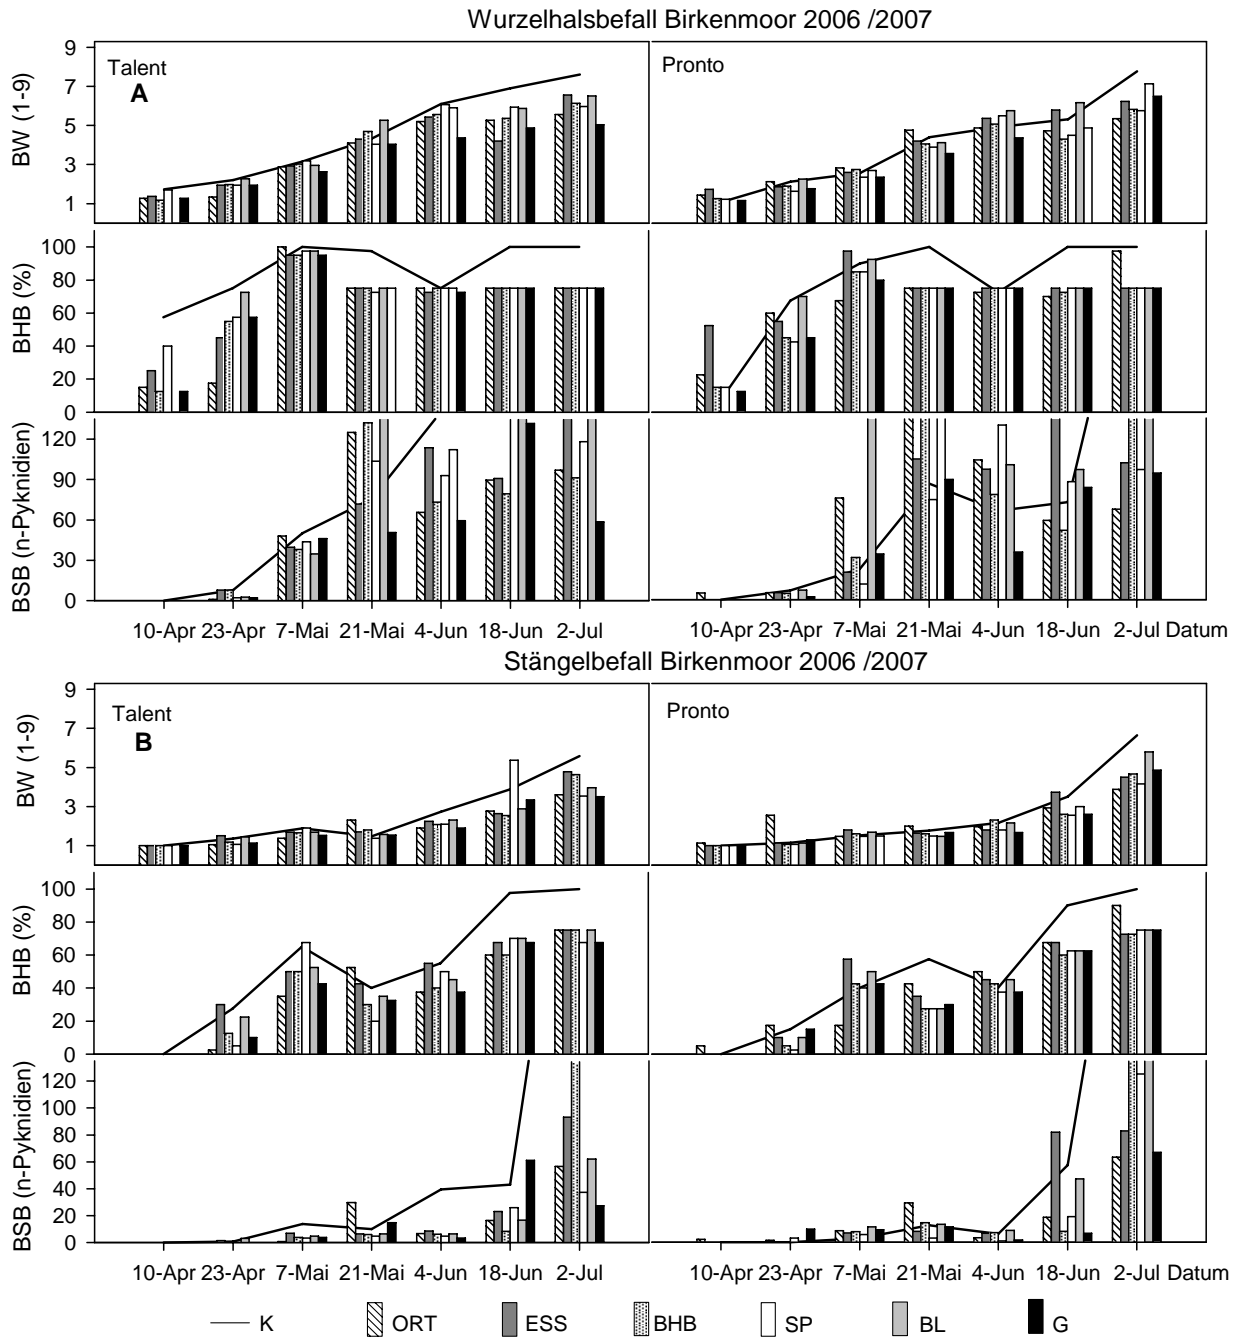 Wurzelhalsbefall Birkenmoor 2006 /2007
BW (1-9)
9
7
5
3
1
Talent
A
Pronto
BHB (%)
100
80
60
40
20
0
BSB (n-Pyknidien)
120
90
60
30
0
10-Apr 23-Apr 7-Mai 21-Mai 4-Jun 18-Jun 2-Jul 10-Apr 23-Apr 7-Mai 21-Mai 4-Jun 18-Jun 2-Jul Datum
Stängelbefall Birkenmoor 2006 /2007
BW (1-9)
9
7
5
3
1
Talent
B
Pronto
BHB (%)
100
80
60
40
20
0
BSB (n-Pyknidien)
120
100
80
60
40
20
0
10-Apr 23-Apr 7-Mai 21-Mai 4-Jun 18-Jun 2-Jul 10-Apr 23-Apr 7-Mai 21-Mai 4-Jun 18-Jun 2-Jul Datum
K ORT ESS BHB SP BL G